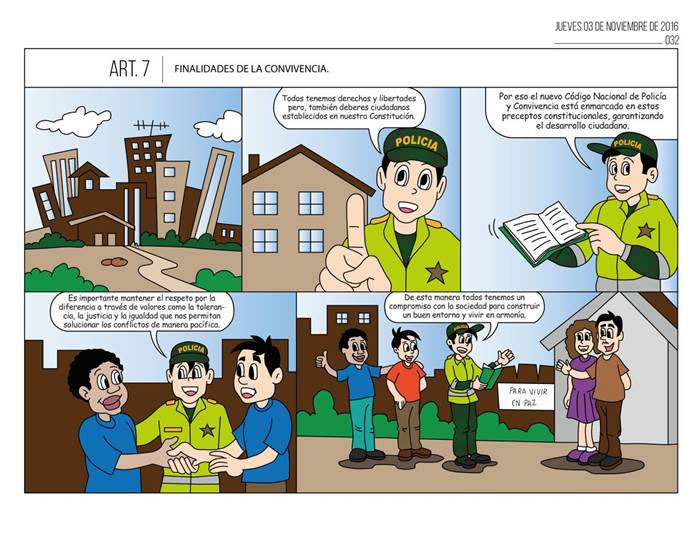 JUEVES 03 DE NOVIEMBRE DE 2016
032
ART. 7
FINALIDADES DE LA CONVIVENCIA.
Todos tenemos derechos y libertades
pero, también deberes ciudadanos
establecidos en nuestra Constitución.
POLICIA
Por eso el nuevo Código Nacional de Policía
y Convivencia está enmarcado en estos
preceptos constitucionales, garantizando
el desarrollo ciudadano.
POLICIA
Es importante mantener el respeto por la
diferencia a través de valores como la toleran-
cia, la justicia y la igualdad que nos permitan
solucionar los conflictos de manera pacífica.
POLICIA
De esta manera todos tenemos un
compromiso con la sociedad para construir
un buen entorno y vivir en armonía.
POLICIA
PARA VIVIR
EN PAZ